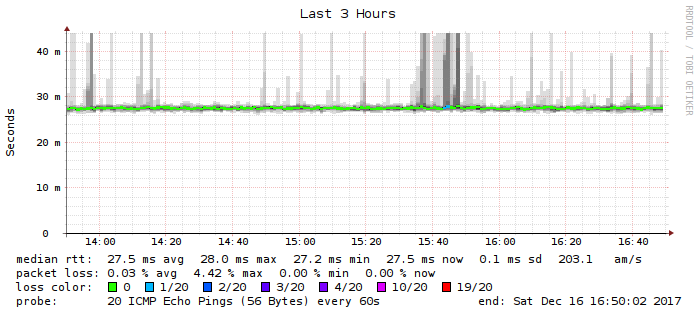 Last 3 Hours
RRDTOOL / TOBI OETIKER
Seconds
40 m
30 m
20 m
10 m
0
14:00 14:20 14:40 15:00 15:20 15:40 16:00 16:20 16:40
median rtt: 27.5 ms avg 28.0 ms max 27.2 ms min 27.5 ms now 0.1 ms sd 203.1 am/s
packet loss: 0.03 % avg 4.42 % max 0.00 % min 0.00 % now
loss color: 0 1/20 2/20 3/20 4/20 10/20 19/20
probe: 20 ICMP Echo Pings (56 Bytes) every 60s end: Sat Dec 16 16:50:02 2017